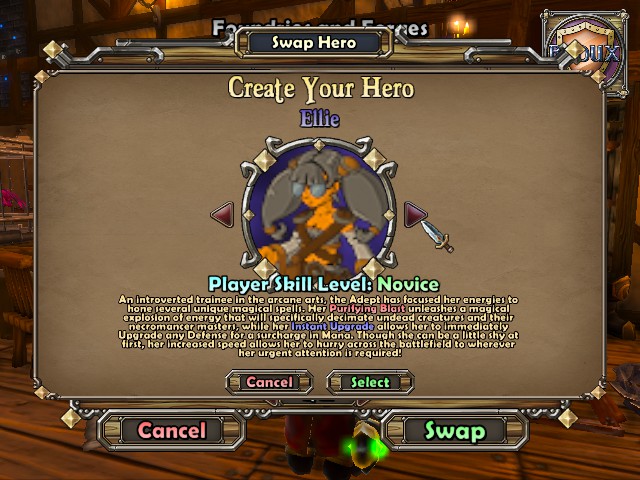 Foundries and Forges
Swap Hero
Create Your Hero
Ellie
Player Skill Level: Novice
An introverted trainee in the arcane arts, the Adept has focused her energies to
hone several unique magical spells. Her Purifying Blast unleashes a magical
explosion of energy that will specifically decimate undead creatures and their
necromancer masters, while her Instant Upgrade allows her to immediately
Upgrade any Defense for a surcharge in Mana. Though she can be a little shy at
first, her increased speed allows her to hurry across the battlefield to wherever
her urgent attention is required!
Cancel
Select
Cancel
Swap